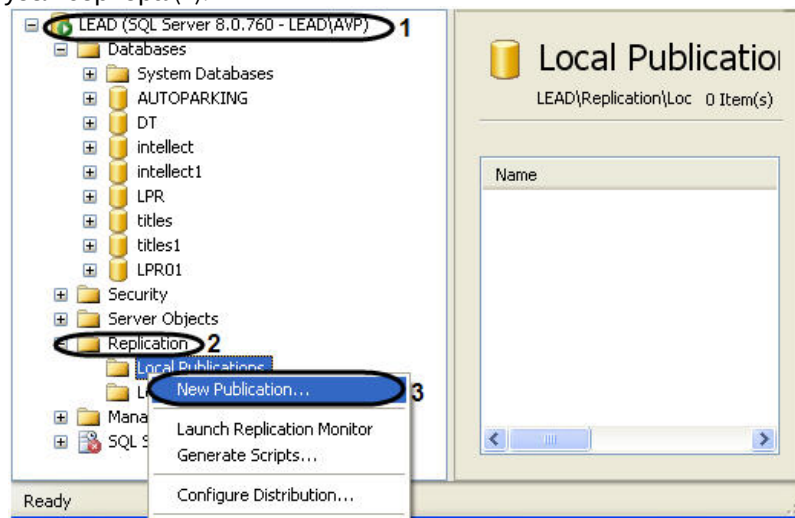 LEAD (SQL Server 8.0.760 - LEAD\AVP) 1
Databases
System Databases
AUTOPARKING
DT
intellect
intellect1
LPR
titles
titles1
LPR01
Security
Server Objects
Replication 2
Local Publications
New Publication... 3
Launch Replication Monitor
Generate Scripts...
Configure Distribution...
Mana
SQL S
Ready
Local Publicatio
LEAD\Replication\Loc 0 Item(s)
Name